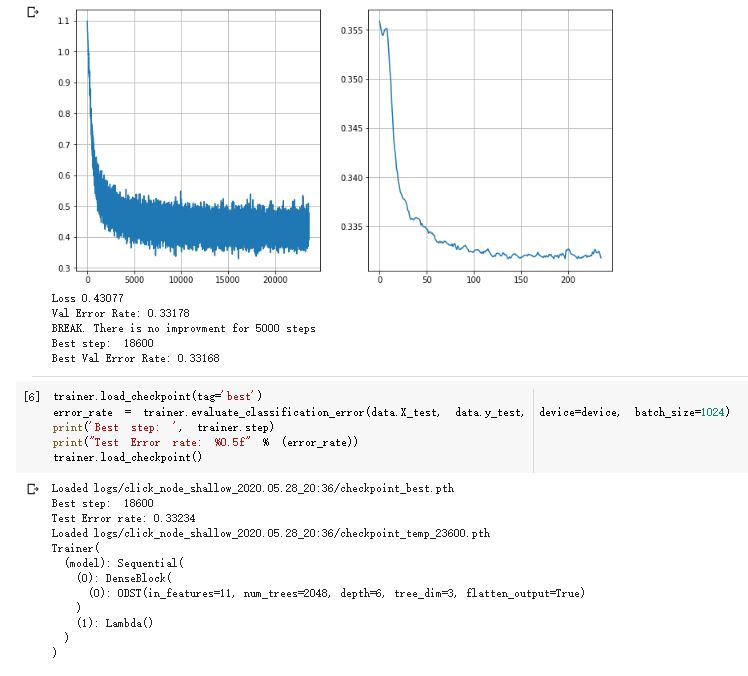 1.1
1.0
0.9
0.8
0.7
0.6
0.5
0.4
0.3
0 5000 10000 15000 20000
0.355
0.350
0.345
0.340
0.335
0 50 100 150 200
Loss 0.43077
Val Error Rate: 0.33178
BREAK. There is no improvment for 5000 steps
Best step: 18600
Best Val Error Rate: 0.33168
[6] trainer.load_checkpoint(tag='best')
error_rate = trainer.evaluate_classification_error(data.X_test, data.y_test, device=device, batch_size=1024)
print('Best step: ', trainer.step)
print("Test Error rate: %0.5f" % (error_rate))
trainer.load_checkpoint()
Loaded logs/click_node_shallow_2020.05.28_20:36/checkpoint_best.pth
Best step: 18600
Test Error rate: 0.33234
Loaded logs/click_node_shallow_2020.05.28_20:36/checkpoint_temp_23600.pth
Trainer(
(model): Sequential(
(0): DenseBlock(
(0): ODST(in_features=11, num_trees=2048, depth=6, tree_dim=3, flatten_output=True)
)
(1): Lambda()
)
)